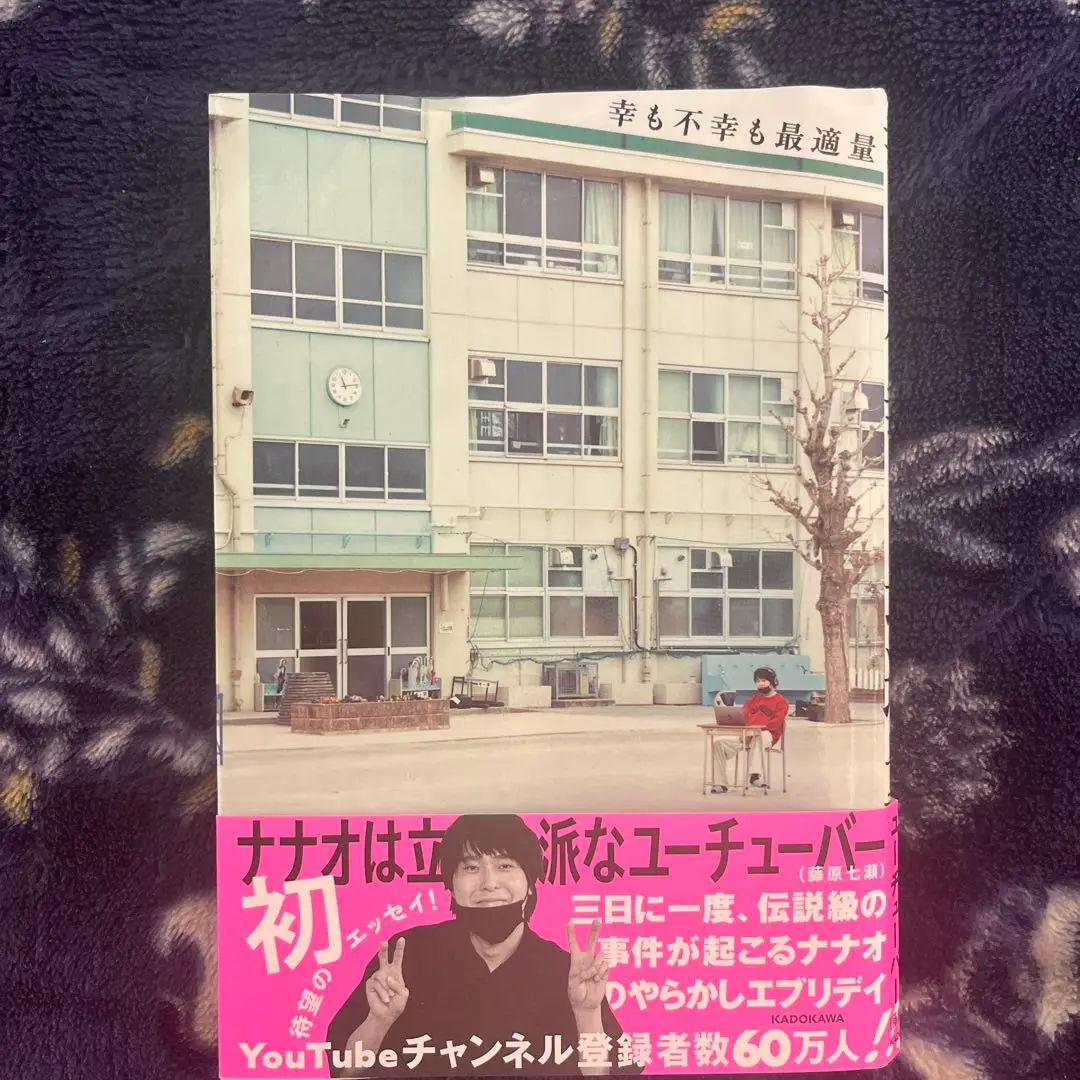 幸も不幸も最適量
ナナオは立派なユーチューバー
(藤原七瀬)
待望の
初
エッセイ!
三日に一度、伝説級の
事件が起こるナナオ
のやらかしエブリデイ
KADOKAWA
YouTubeチャンネル登録者数60万人!!